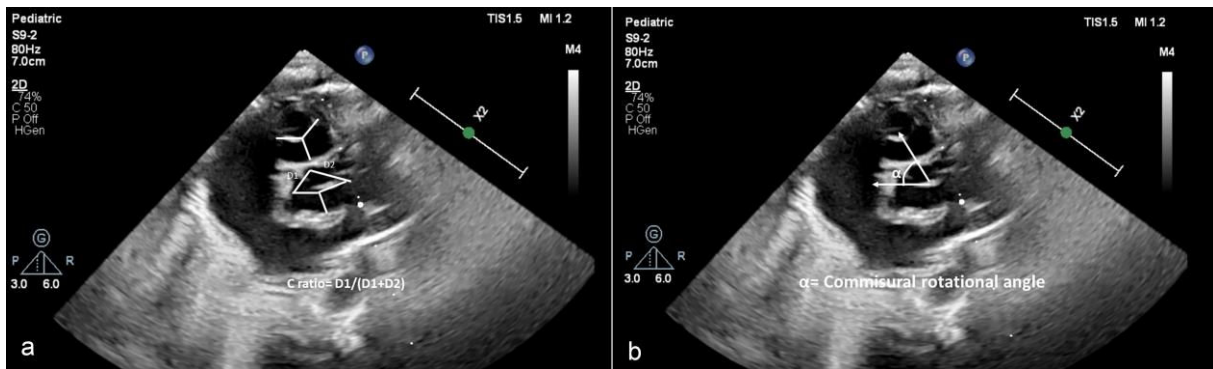 Pediatric
TIS1.5 MI 1.2
S9-2
80Hz
7.0cm
M4
P
2D
74%
C 50
P Off
HGen
X2
D2
D1
G
P R
3.0 6.0
C ratio= D1/(D1+D2)
a
Pediatric
TIS1.5 MI 1.2
S9-2
80Hz
7.0cm
M4
P
2D
74%
C 50
P Off
HGen
X2
α
G
P R
3.0 6.0
α= Commisural rotational angle
b